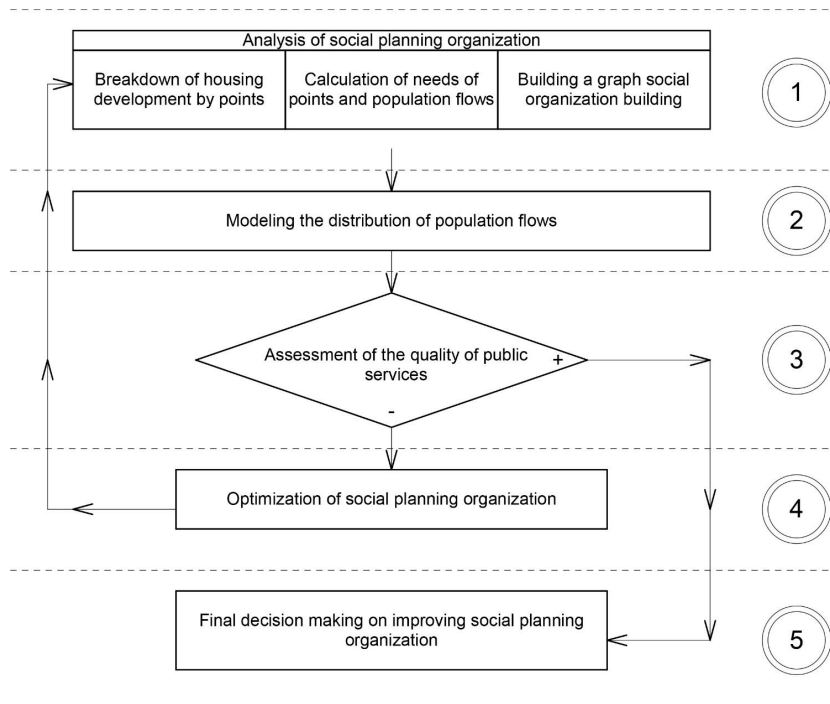 Analysis of social planning organization
Breakdown of housing
development by points
Calculation of needs of
points and population flows
Building a graph social
organization building
1
Modeling the distribution of population flows
2
Assessment of the quality of public
services
+
-
3
Optimization of social planning organization
4
Final decision making on improving social planning
organization
5